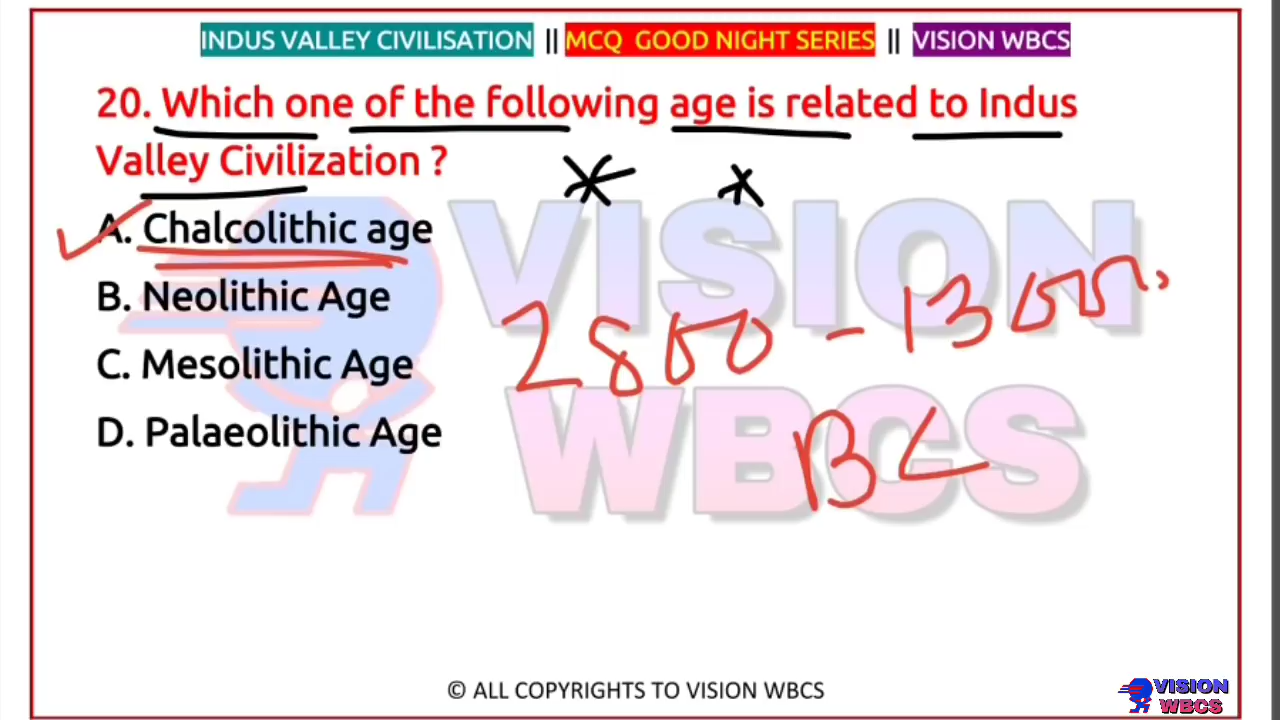 INDUS VALLEY CIVILISATION || MCQ GOOD NIGHT SERIES || VISION WBCS
20. Which one of the following age is related to Indus
Valley Civilization ?
A. Chalcolithic age
B. Neolithic Age
C. Mesolithic Age
D. Palaeolithic Age
VISION
WBCS
2800 - 1300
BC
© ALL COPYRIGHTS TO VISION WBCS
VISION
WBCS